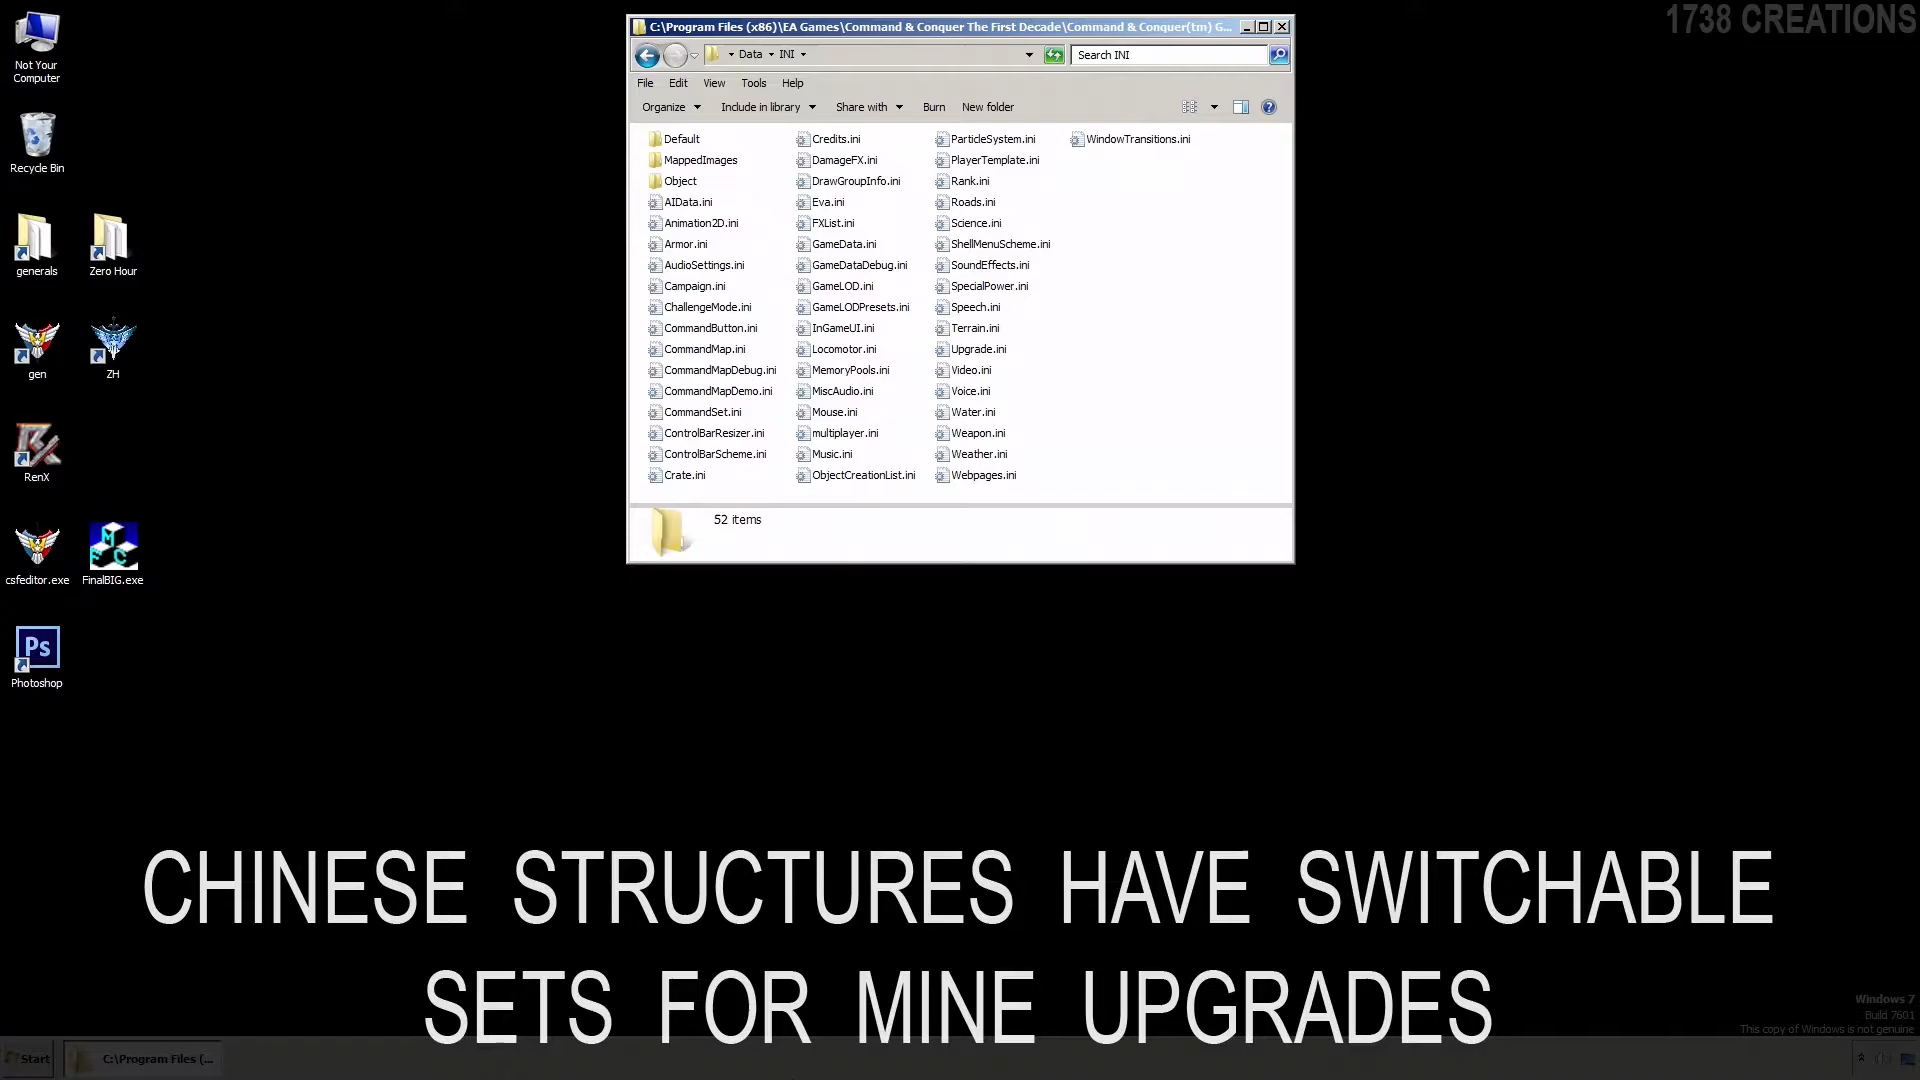 1738 CREATIONS
Not Your
Computer
Recycle Bin
generals
Zero Hour
gen
ZH
RenX
csfeditor.exe
FinalBIG.exe
Ps
Photoshop
C:\Program Files (x86)\EA Games\Command & Conquer The First Decade\Command & Conquer(tm) G...
Data
INI
Search INI
File
Edit
View
Tools
Help
Organize
Include in library
Share with
Burn
New folder
Default
MappedImages
Object
AIData.ini
Animation2D.ini
Armor.ini
AudioSettings.ini
Campaign.ini
ChallengeMode.ini
CommandButton.ini
CommandMap.ini
CommandMapDebug.ini
CommandMapDemo.ini
CommandSet.ini
ControlBarResizer.ini
ControlBarScheme.ini
Crate.ini
Credits.ini
DamageFX.ini
DrawGroupInfo.ini
Eva.ini
FXList.ini
GameData.ini
GameDataDebug.ini
GameLOD.ini
GameLODPresets.ini
InGameUI.ini
Locomotor.ini
MemoryPools.ini
MiscAudio.ini
Mouse.ini
multiplayer.ini
Music.ini
ObjectCreationList.ini
ParticleSystem.ini
PlayerTemplate.ini
Rank.ini
Roads.ini
Science.ini
ShellMenuScheme.ini
SoundEffects.ini
SpecialPower.ini
Speech.ini
Terrain.ini
Upgrade.ini
Video.ini
Voice.ini
Water.ini
Weapon.ini
Weather.ini
Webpages.ini
WindowTransitions.ini
52 items
CHINESE STRUCTURES HAVE SWITCHABLE
SETS FOR MINE UPGRADES
Windows 7
Build 7601
This copy of Windows is not genuine
Start
C:\Program Files (...